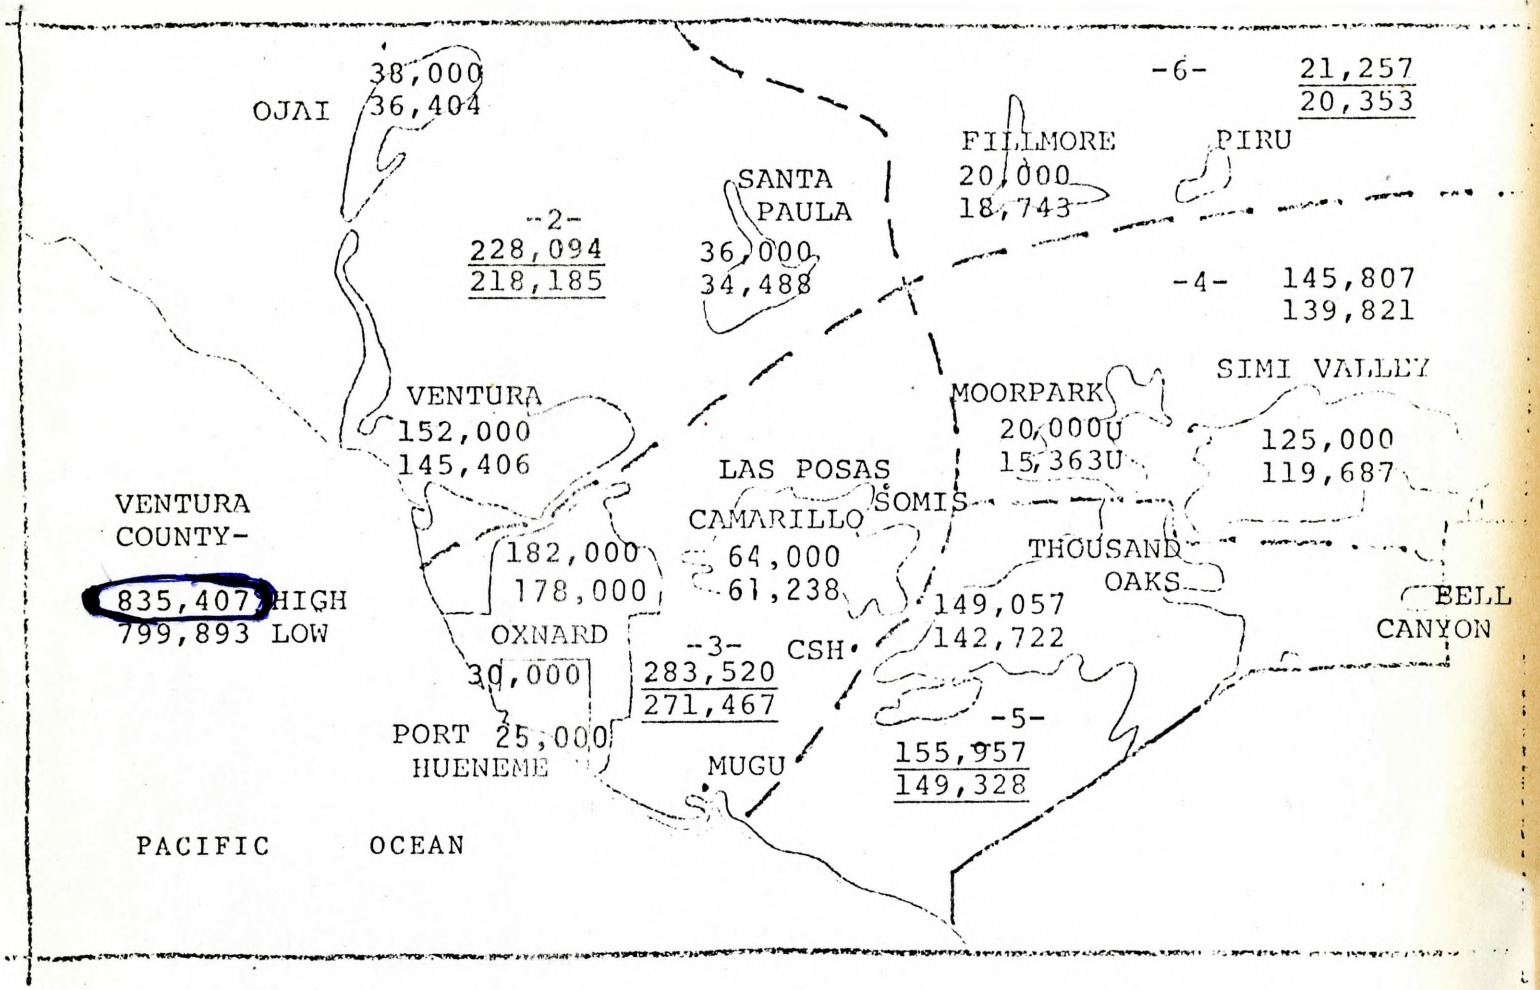 38,000
OJAI 36,404
-6- 21,257
20,353
FILLMORE
20,000
18,743
PIRU
SANTA
PAULA
36,000
34,488
-2-
228,094
218,185
-4- 145,807
139,821
VENTURA
152,000
145,406
MOORPARK
20,000U
15,363U
SIMI VALLEY
125,000
119,687
LAS POSAS
SOMIS
CAMARILLO
64,000
61,238
VENTURA
COUNTY-
835,407 HIGH
799,893 LOW
182,000
178,000
OXNARD
30,000
PORT 25,000
HUENEME
THOUSAND
OAKS
149,057
142,722
BELL
CANYON
-3-
283,520
271,467
CSH
-5-
155,957
149,328
MUGU
PACIFIC OCEAN